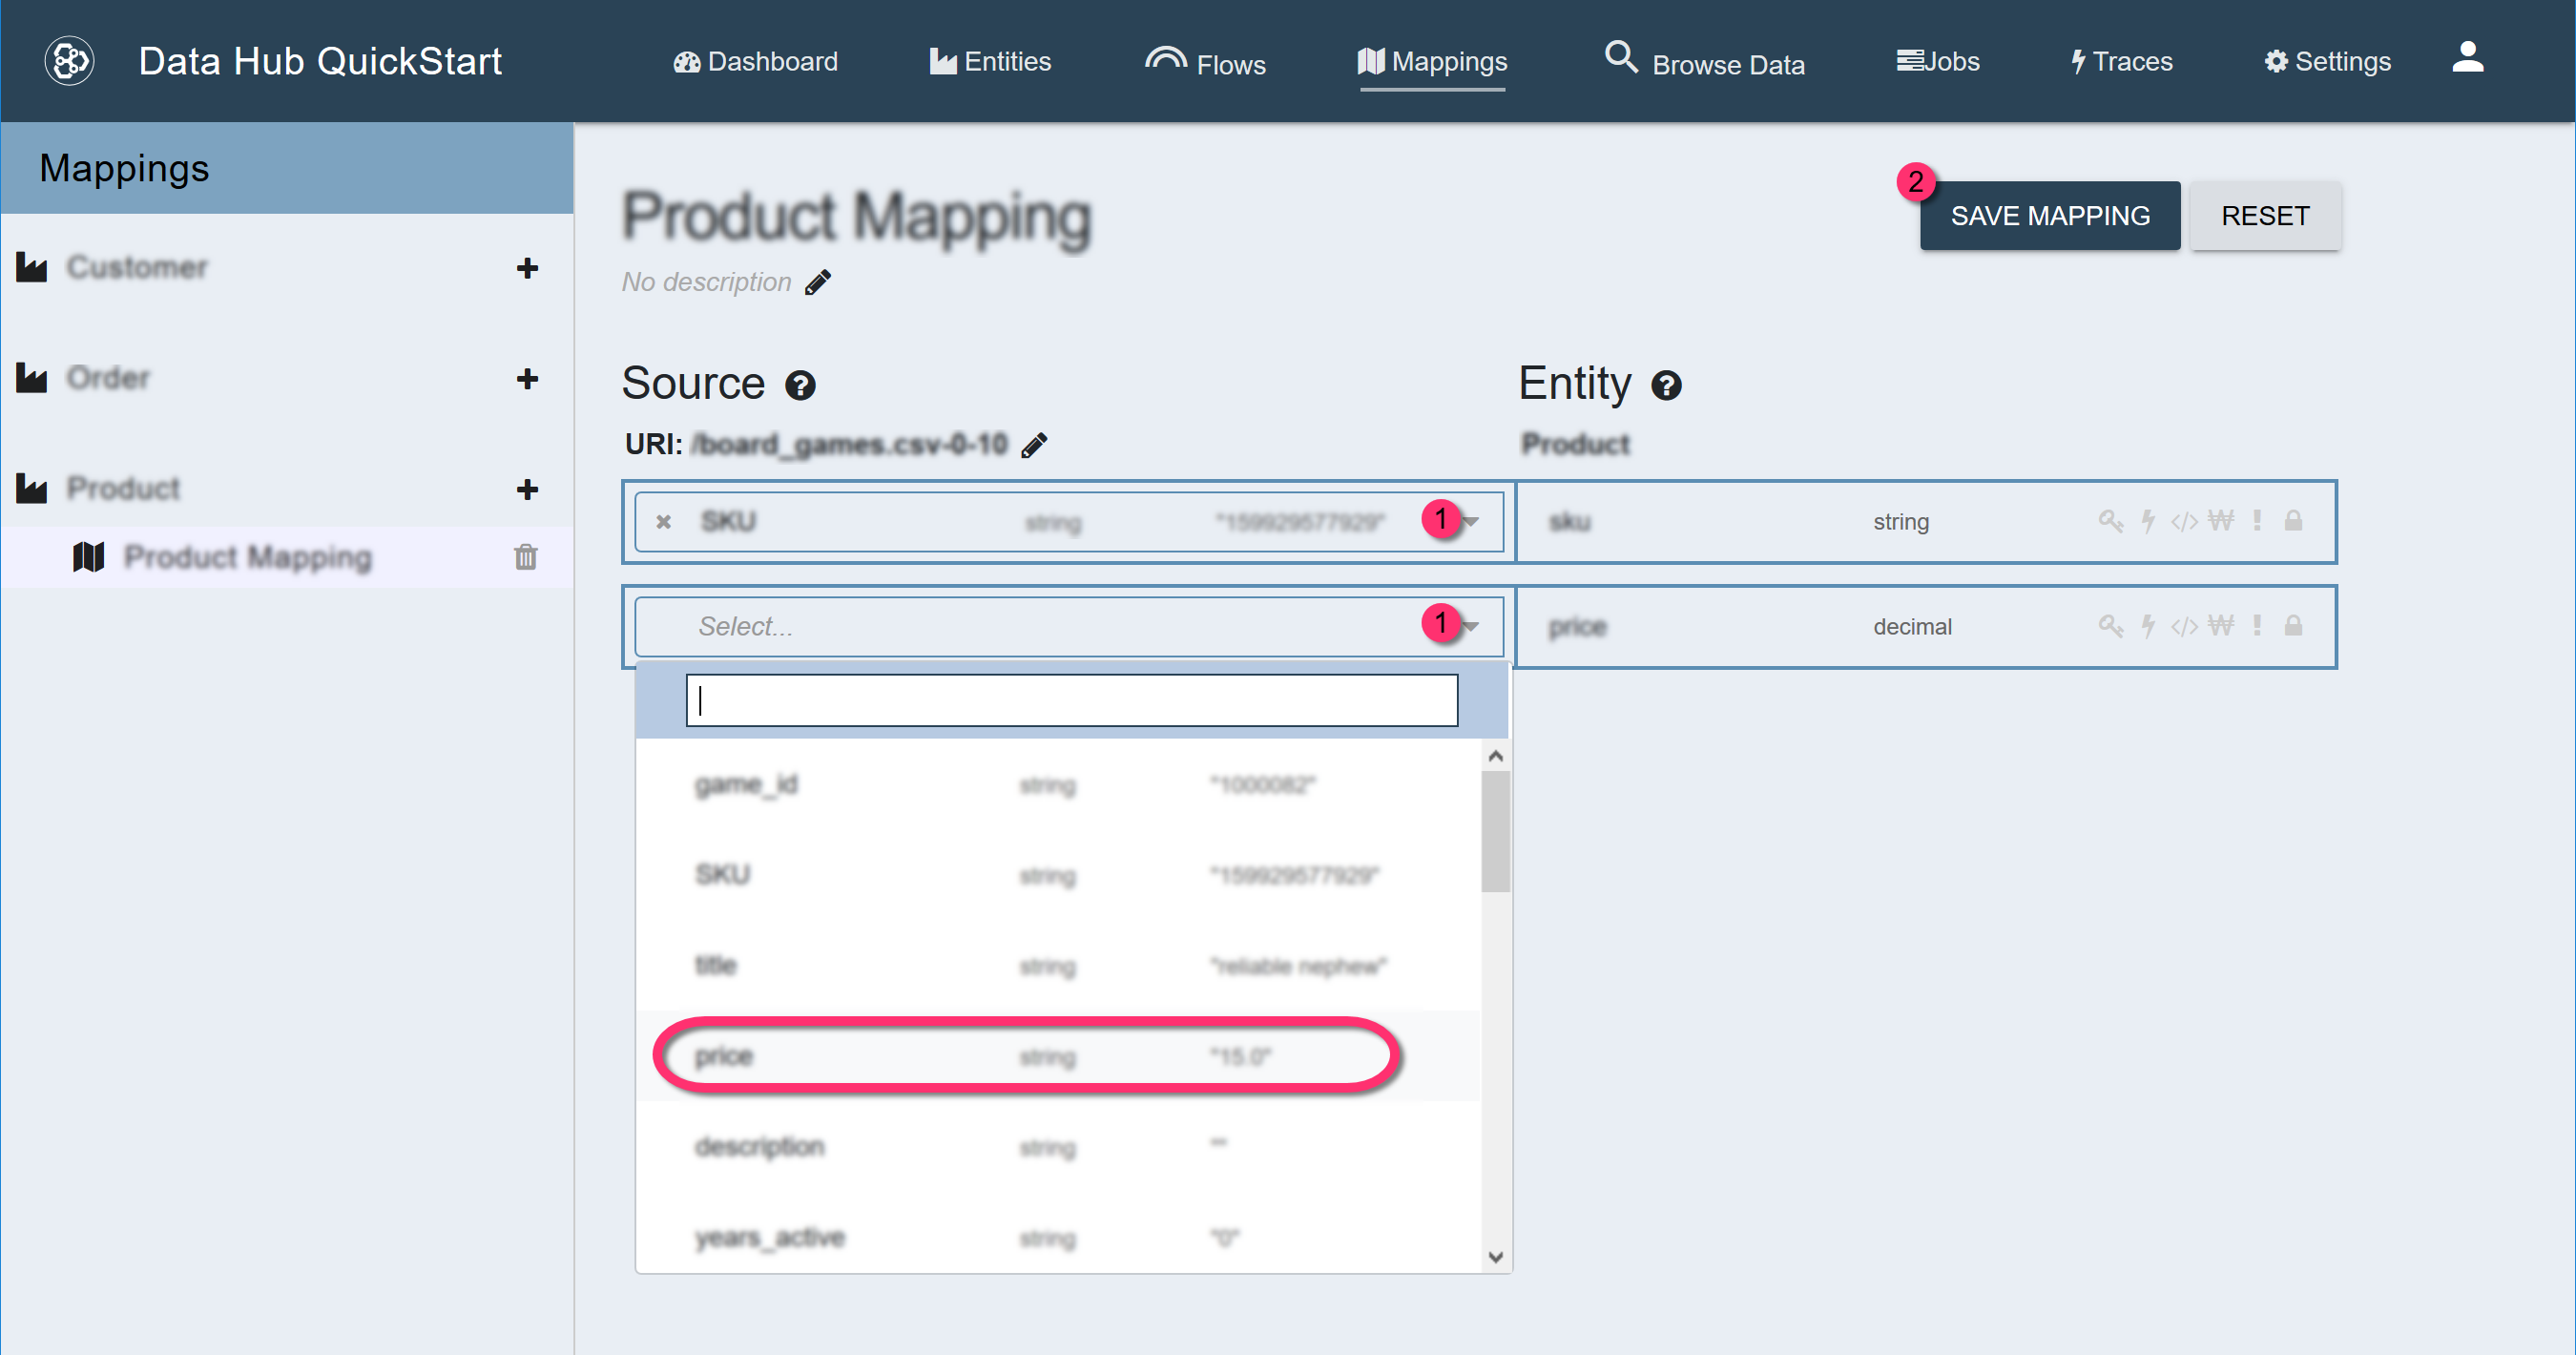 Data Hub QuickStart Dashboard Entities Flows Mappings Browse Data Jobs Traces Settings
Mappings
Customer
Order
Product
Product Mapping
Product Mapping
2
SAVE MAPPING RESET
No description
Source Entity
URI: /board_games.csv-0-10 Product
SKU string "159929577929" 1 sku string
Select... 1 price decimal
game_id string "1000082"
SKU string "159929577929"
title string "reliable nephew"
price string "15.0"
description string ""
years_active string "0"